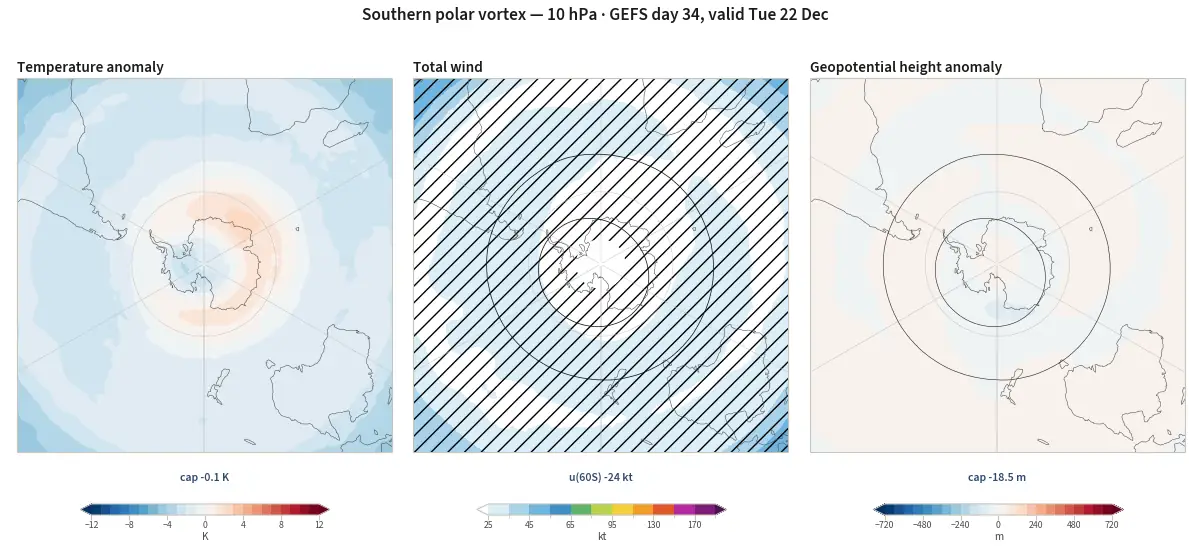 Southern polar vortex — 10 hPa · GEFS day 34, valid Tue 22 Dec
Temperature anomaly
Total wind
Geopotential height anomaly
cap -0.1 K
u(60S) -24 kt
cap -18.5 m
−12 −8 −4 0 4 8 12
K
25 45 65 95 130 170
kt
−720 −480 −240 0 240 480 720
m